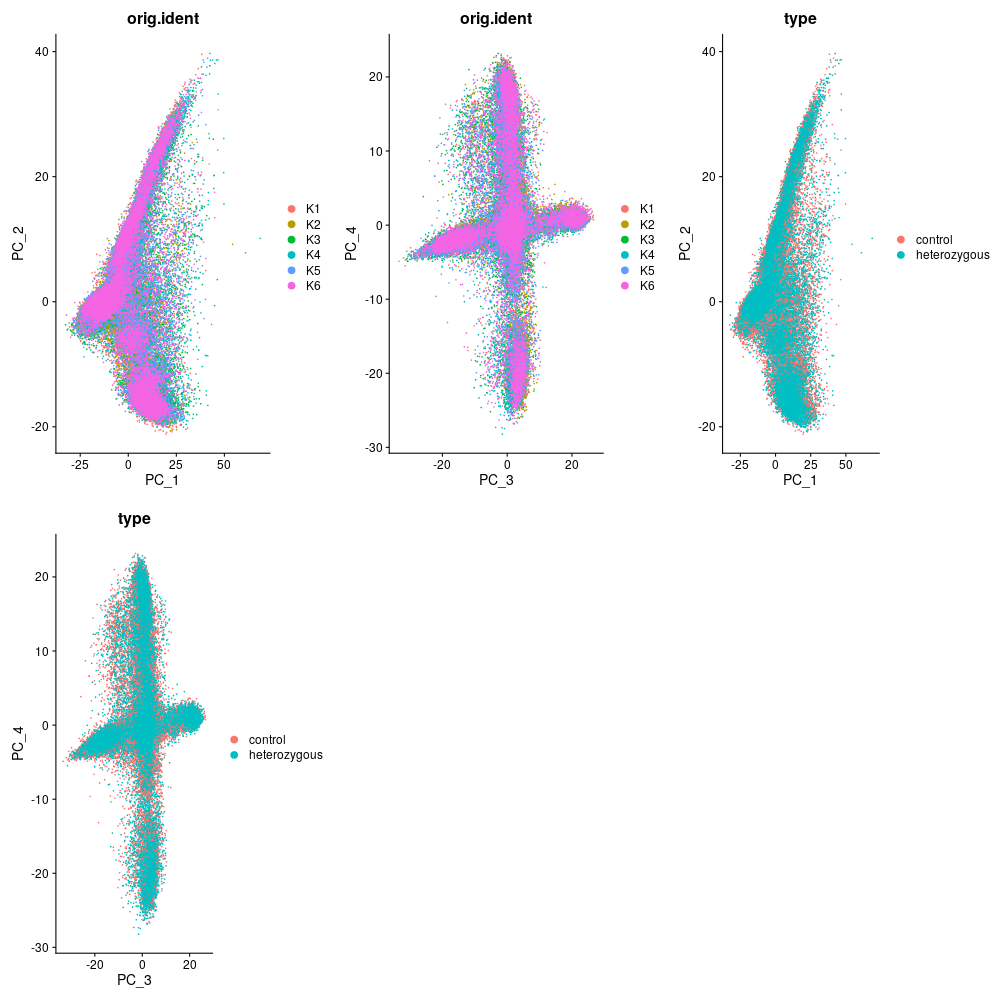 orig.ident
PC_2
40
20
0
-20
-25 0 25 50
PC_1
K1
K2
K3
K4
K5
K6
orig.ident
PC_4
20
10
0
-10
-20
-30
-20 0 20
PC_3
K1
K2
K3
K4
K5
K6
type
PC_2
40
20
0
-20
-25 0 25 50
PC_1
control
heterozygous
type
PC_4
20
10
0
-10
-20
-30
-20 0 20
PC_3
control
heterozygous